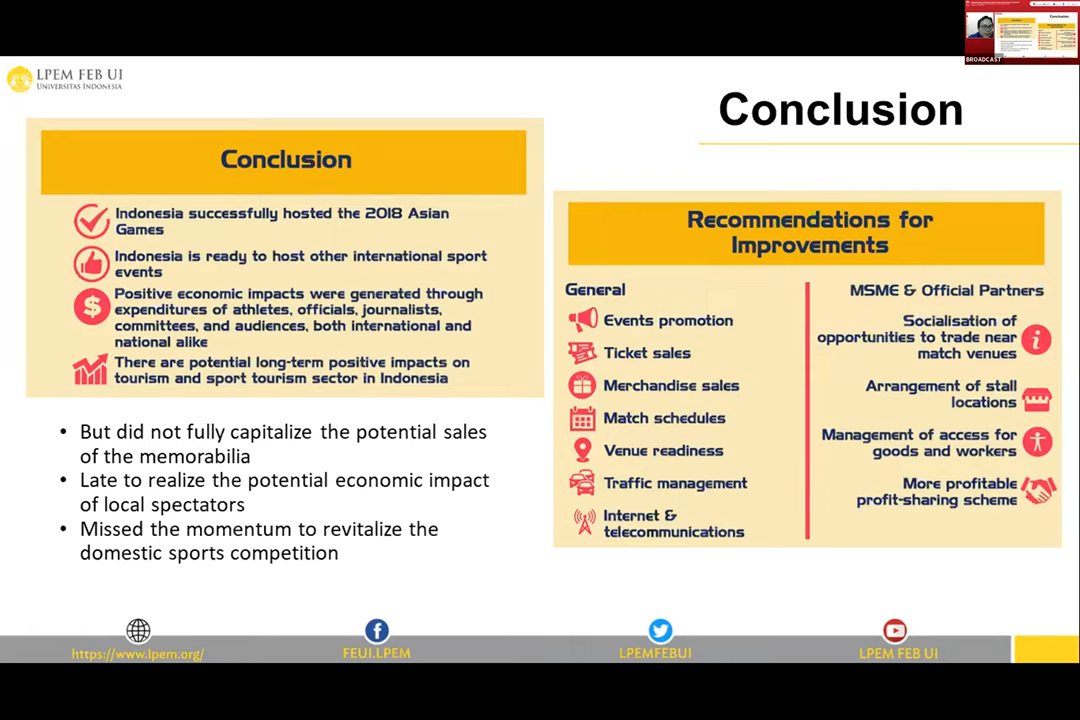 BROADCAST
LPEM FEB UI
UNIVERSITAS INDONESIA
Conclusion
Conclusion
Indonesia successfully hosted the 2018 Asian
Games
Indonesia is ready to host other international sport
events
Positive economic impacts were generated through
expenditures of athletes, officials, journalists,
committees, and audiences, both international and
national alike
There are potential long-term positive impacts on
tourism and sport tourism sector in Indonesia
• But did not fully capitalize the potential sales
of the memorabilia
• Late to realize the potential economic impact
of local spectators
• Missed the momentum to revitalize the
domestic sports competition
Recommendations for
Improvements
General
Events promotion
Ticket sales
Merchandise sales
Match schedules
Venue readiness
Traffic management
Internet &
telecommunications
MSME & Official Partners
Socialisation of
opportunities to trade near
match venues
Arrangement of stall
locations
Management of access for
goods and workers
More profitable
profit-sharing scheme
https://www.lpem.org/
FEUI.LPEM
LPEMFEBUI
LPEM FEB UI